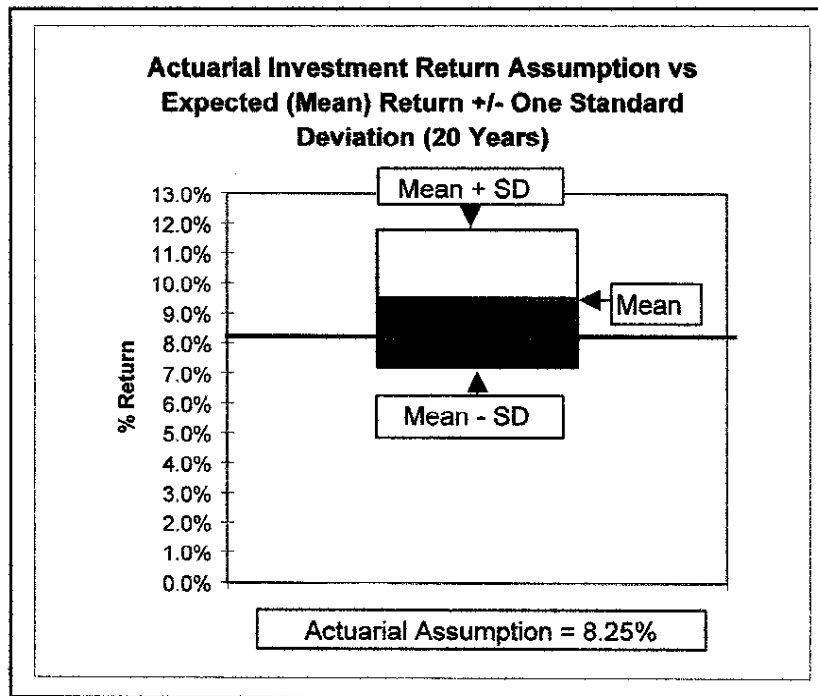 Actuarial Investment Return Assumption vs
Expected (Mean) Return +/- One Standard
Deviation (20 Years)
Mean + SD
13.0%
12.0%
11.0%
10.0%
9.0%
8.0%
7.0%
6.0%
5.0%
4.0%
3.0%
2.0%
1.0%
0.0%
% Return
Mean
Mean - SD
Actuarial Assumption = 8.25%